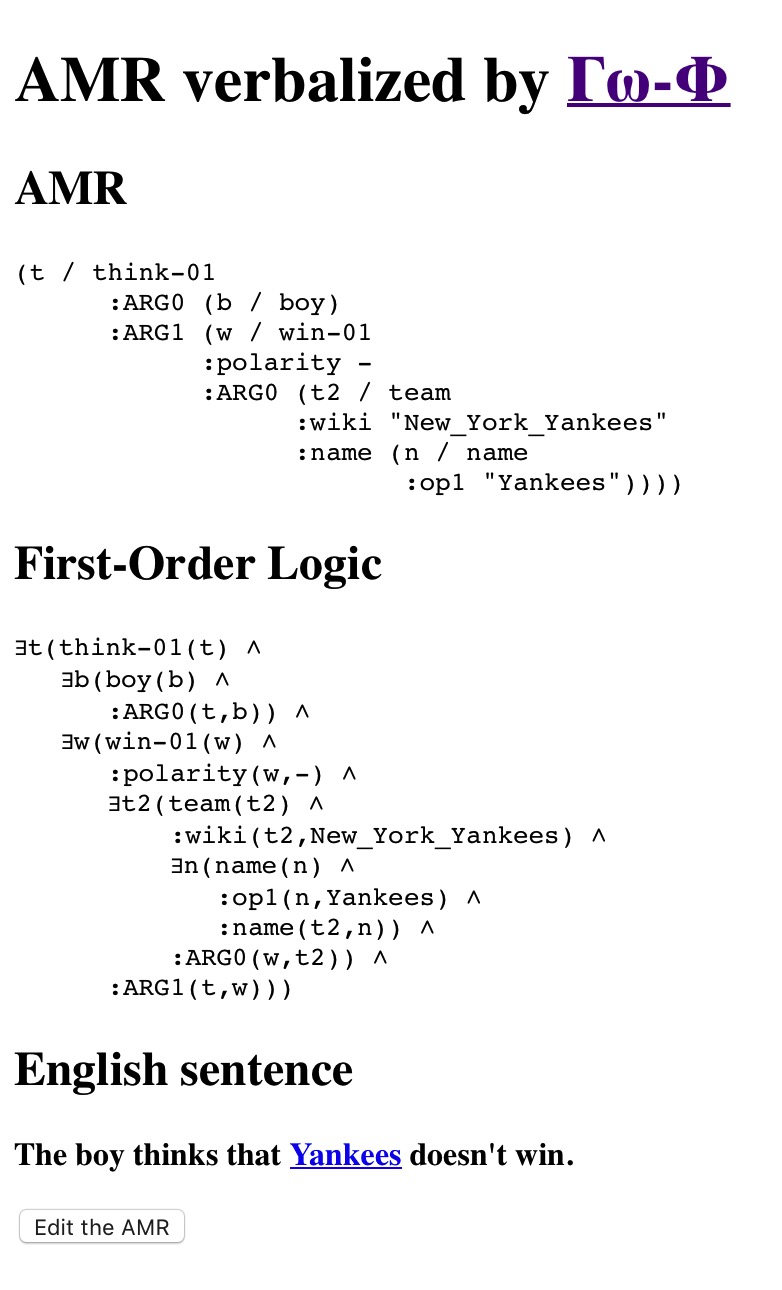 AMR verbalized by Γω-Φ
AMR
(t / think-01
      :ARG0 (b / boy)
      :ARG1 (w / win-01
            :polarity -
            :ARG0 (t2 / team
                  :wiki "New_York_Yankees"
                  :name (n / name
                         :op1 "Yankees"))))
First-Order Logic
∃t(think-01(t) ∧
   ∃b(boy(b) ∧
      :ARG0(t,b)) ∧
   ∃w(win-01(w) ∧
      :polarity(w,-) ∧
      ∃t2(team(t2) ∧
          :wiki(t2,New_York_Yankees) ∧
          ∃n(name(n) ∧
             :op1(n,Yankees) ∧
             :name(t2,n)) ∧
          :ARG0(w,t2)) ∧
      :ARG1(t,w)))
English sentence
The boy thinks that Yankees doesn't win.
Edit the AMR